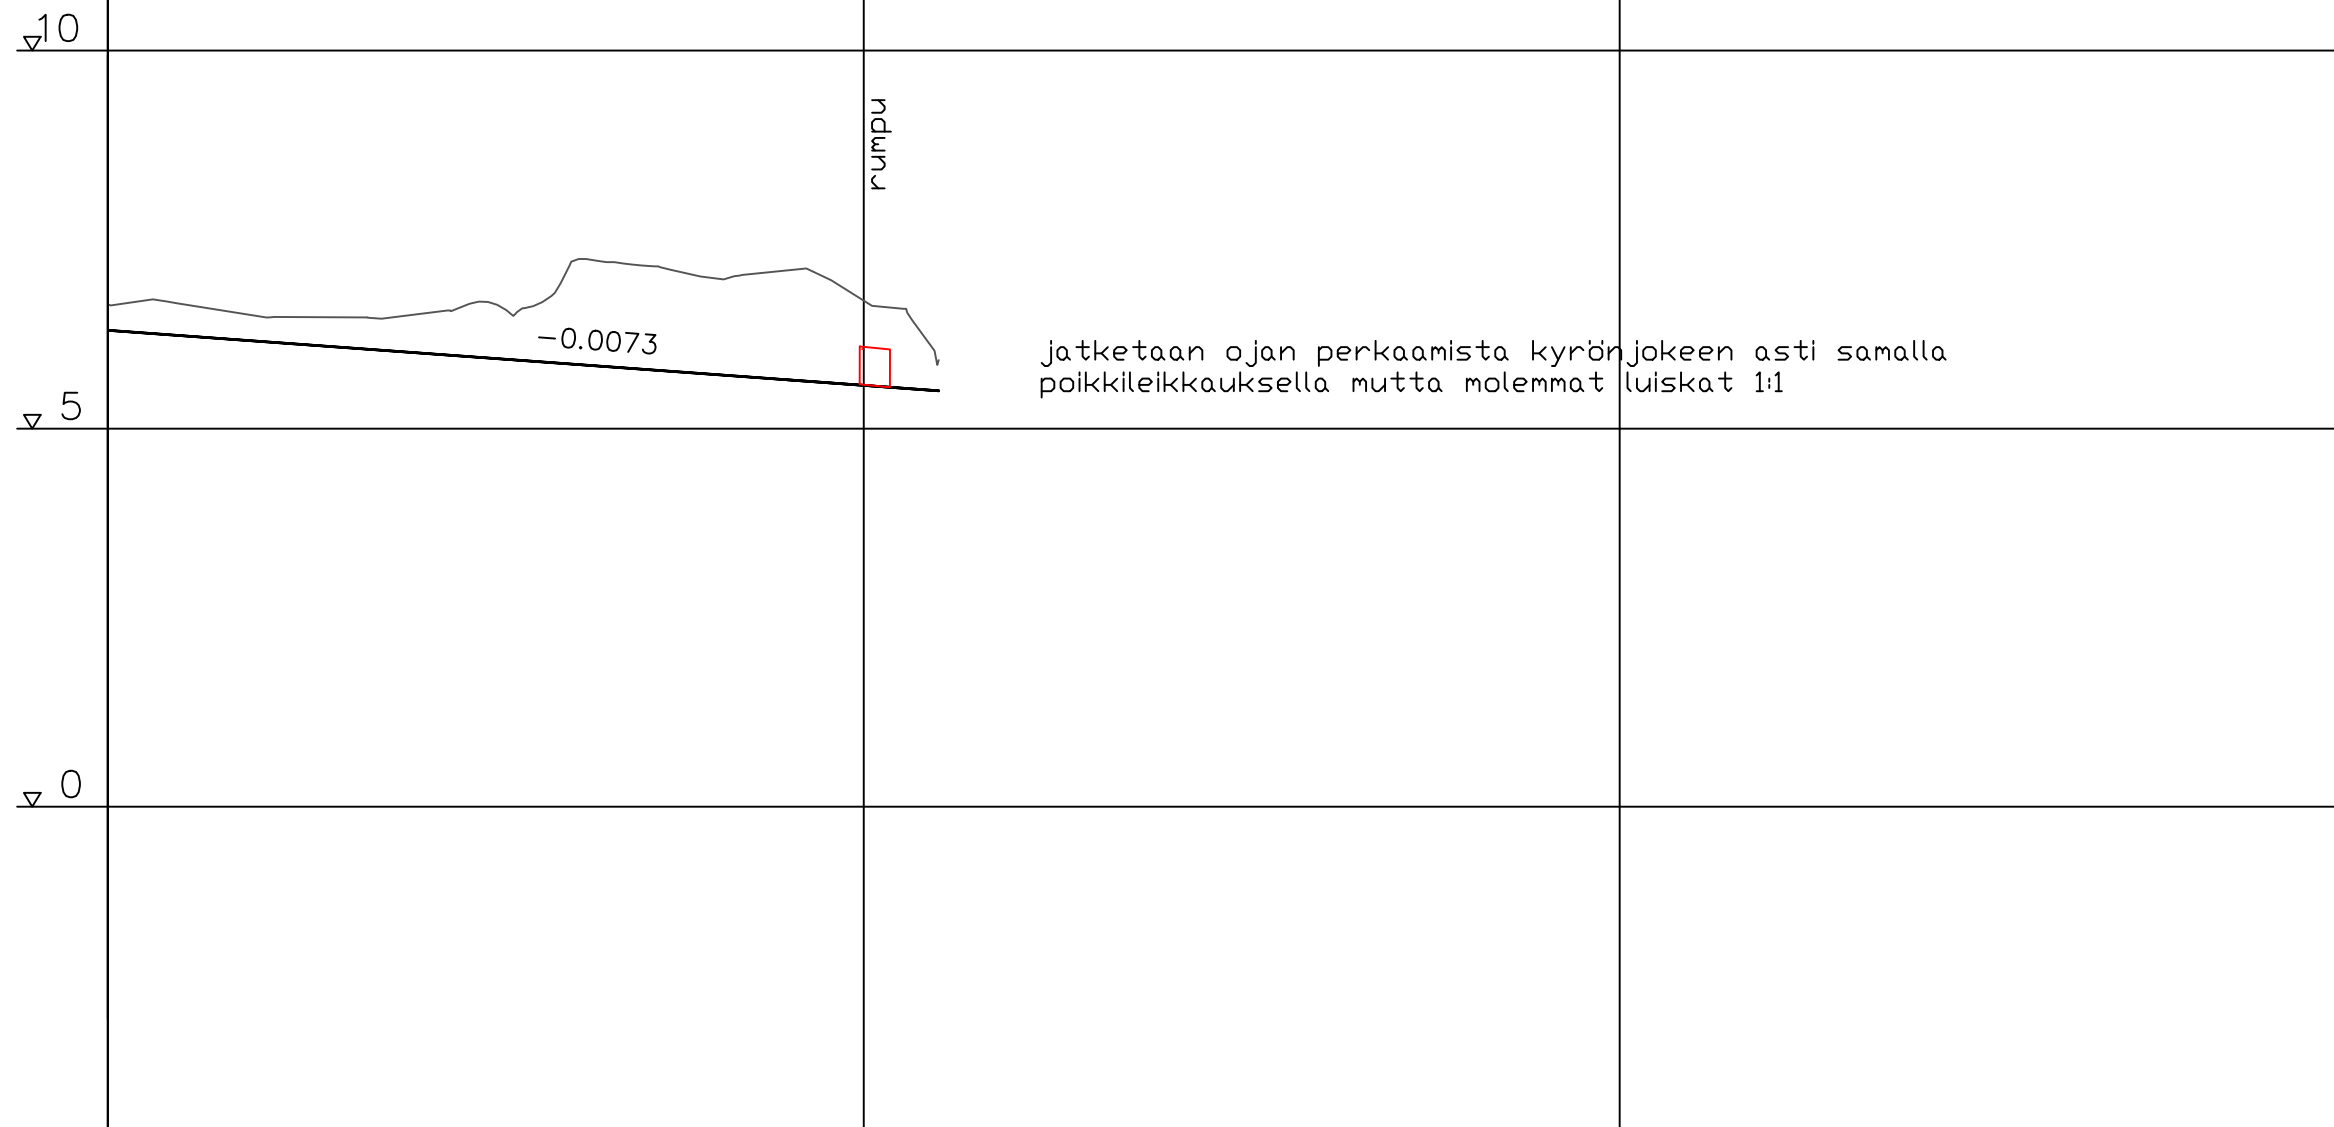 10
rumpu
-0.0073
jatketaan ojan perkaamista kyrönjokeen asti samalla
poikkileikkauksella mutta molemmat luiskat 1:1
5
0